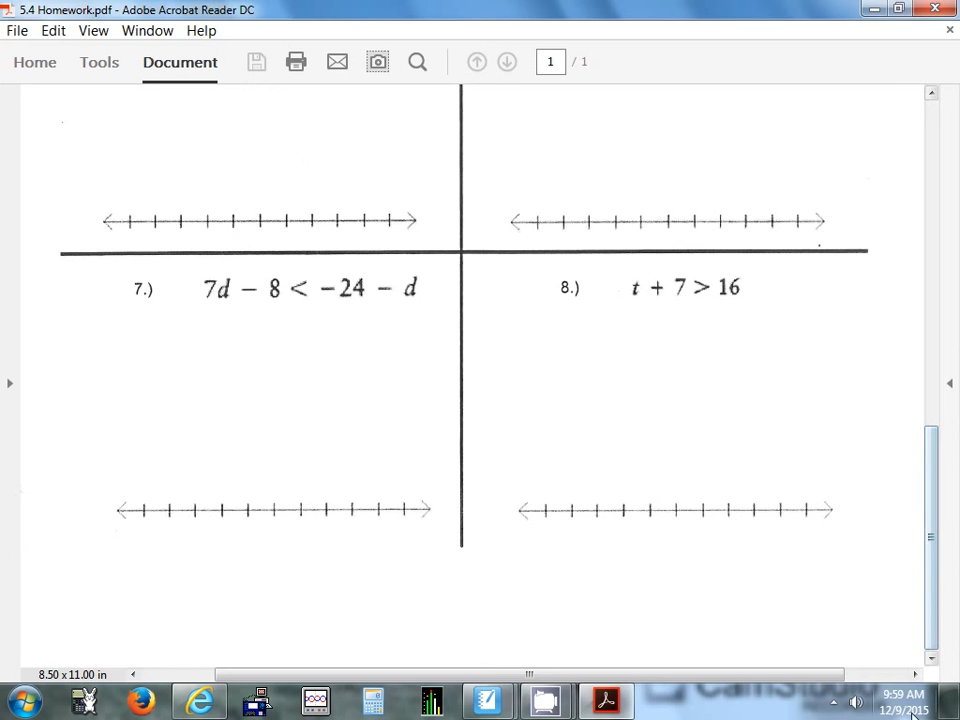 5.4 Homework.pdf - Adobe Acrobat Reader DC
File Edit View Window Help
Home Tools Document 1 / 1
7.) 7d − 8 < −24 − d
8.) t + 7 > 16
8.50 x 11.00 in
CamStudio
9:59 AM
12/9/2015